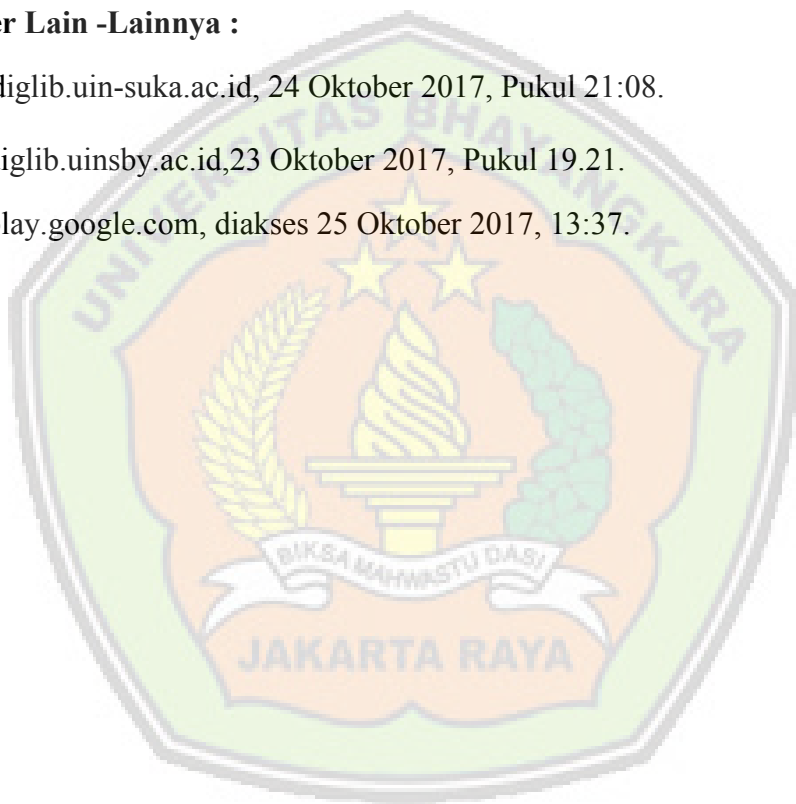 er Lain -Lainnya :
diglib.uin-suka.ac.id, 24 Oktober 2017, Pukul 21:08.
iglib.uinsby.ac.id,23 Oktober 2017, Pukul 19.21.
lay.google.com, diakses 25 Oktober 2017, 13:37.
UNIVERSITAS BHAYANGKARA
BIKSA MAHWASTU DASI
JAKARTA RAYA